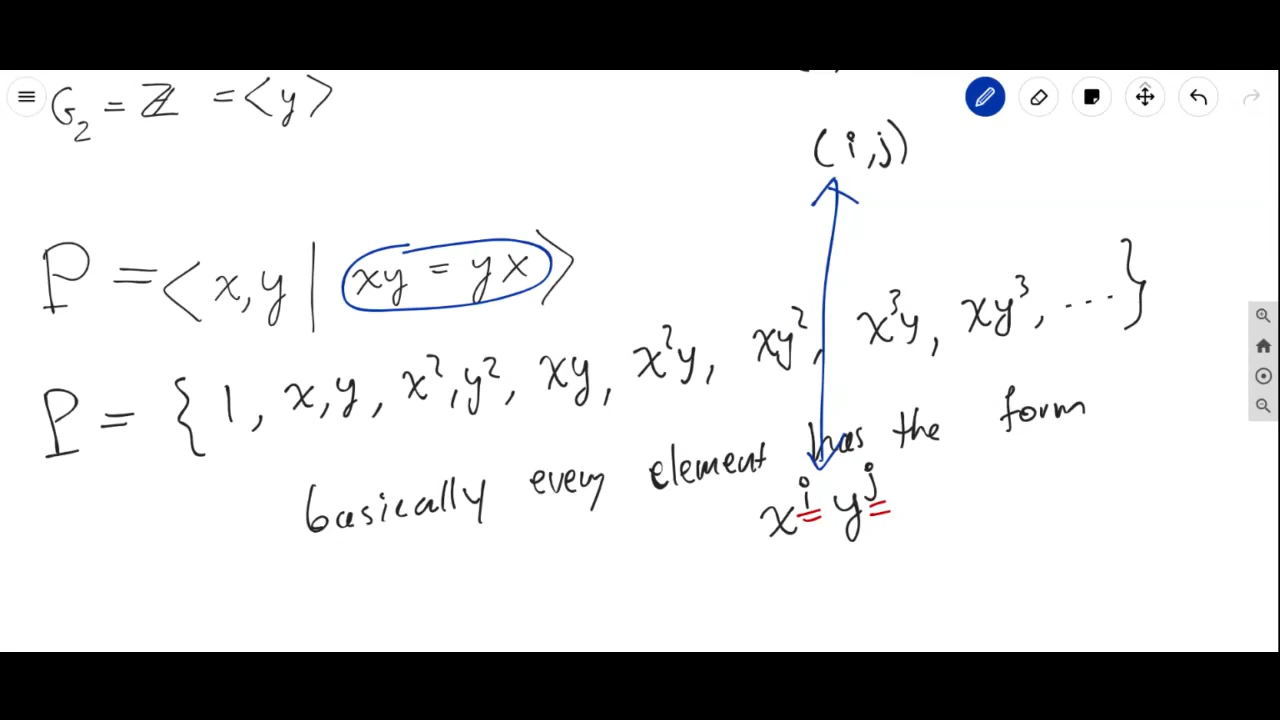 G₂ = ℤ = <y>
(i,j)
P = <x,y | xy = yx>
P = {1, x,y, x²,y², xy, x²y, xy², x³y, xy³, ...}
basically every element has the form
xⁱ yʲ